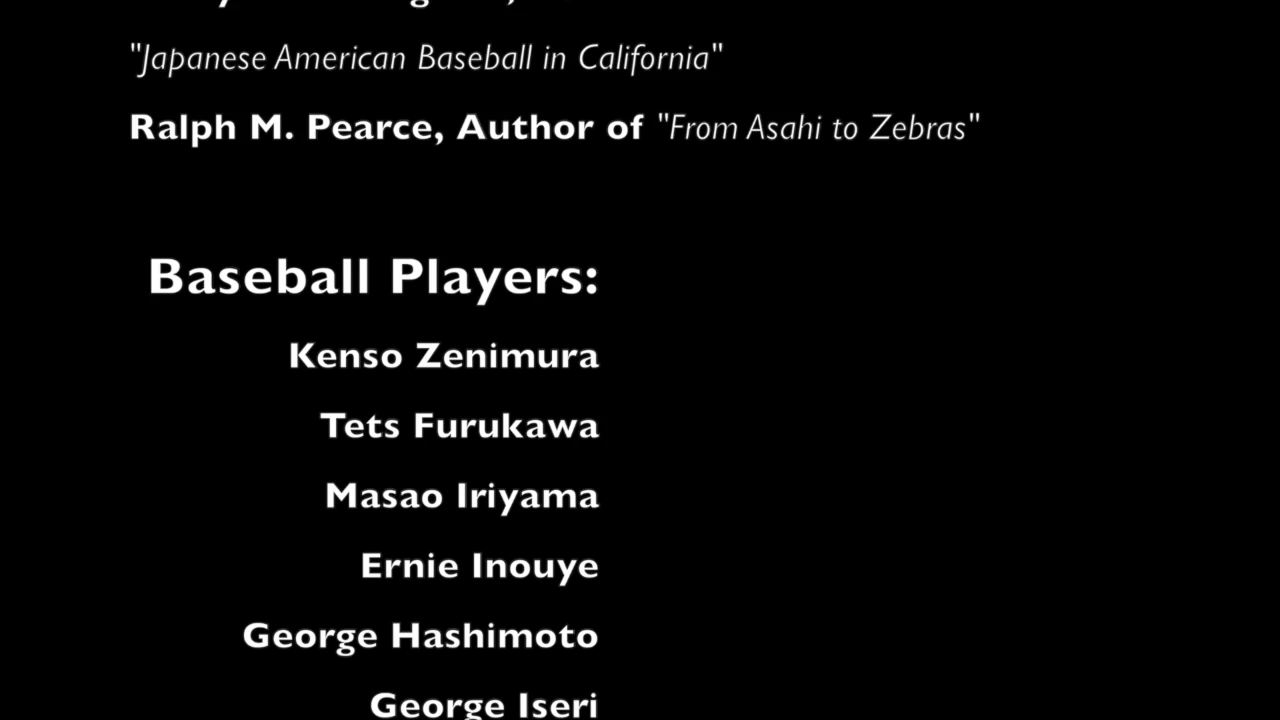 "Japanese American Baseball in California"
Ralph M. Pearce, Author of "From Asahi to Zebras"
Baseball Players:
Kenso Zenimura
Tets Furukawa
Masao Iriyama
Ernie Inouye
George Hashimoto
George Iseri